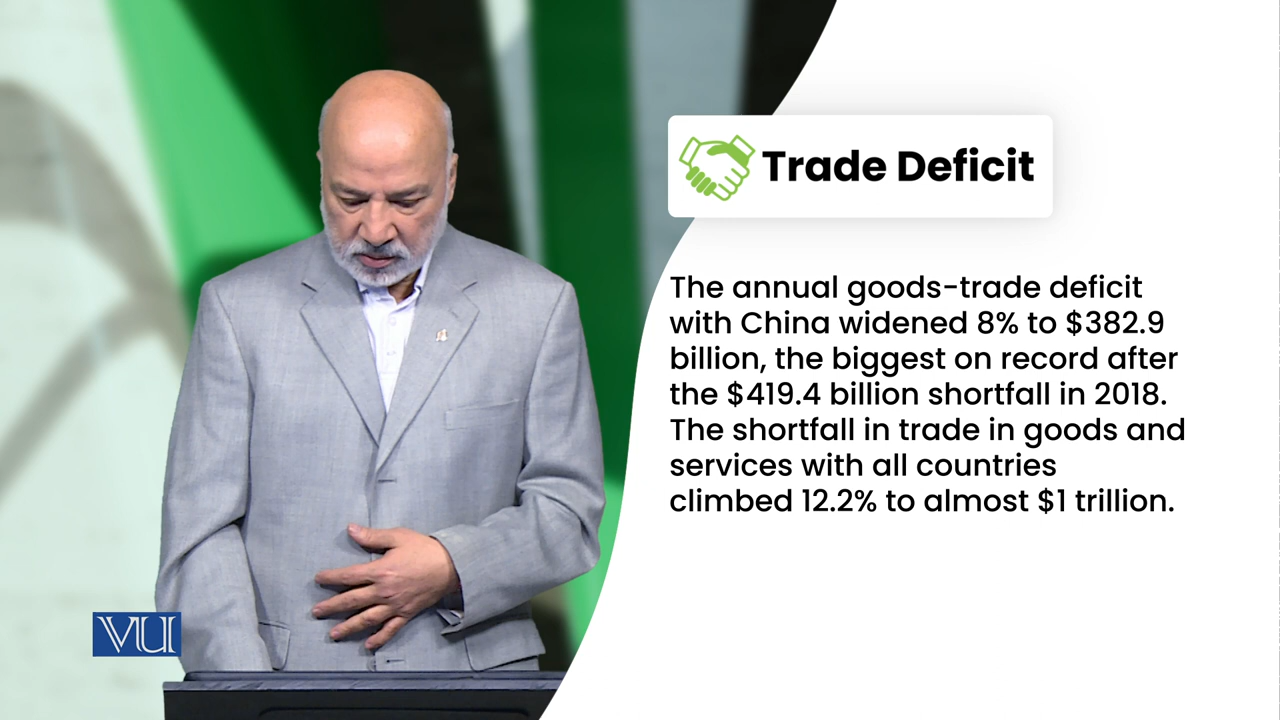 Trade Deficit
The annual goods-trade deficit
with China widened 8% to $382.9
billion, the biggest on record after
the $419.4 billion shortfall in 2018.
The shortfall in trade in goods and
services with all countries
climbed 12.2% to almost $1 trillion.
VU